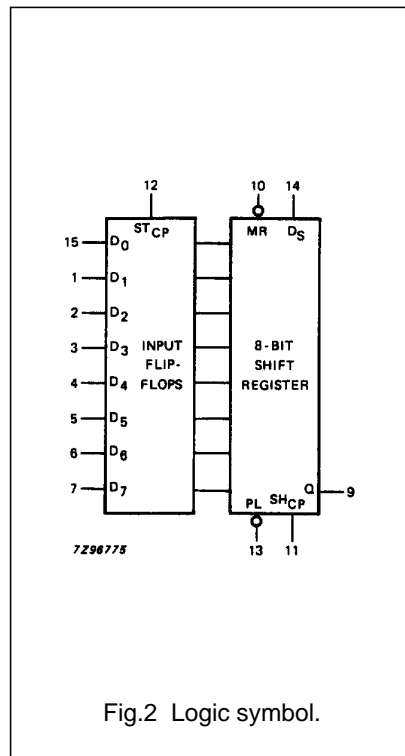 12 10 14
ST_CP MR D_S
15 D_0
1 D_1
2 D_2
3 D_3 INPUT 8-BIT
FLIP- SHIFT
4 D_4 FLOPS REGISTER
5 D_5
6 D_6
7 D_7 Q 9
PL SH_CP
7Z96775 13 11
Fig.2 Logic symbol.